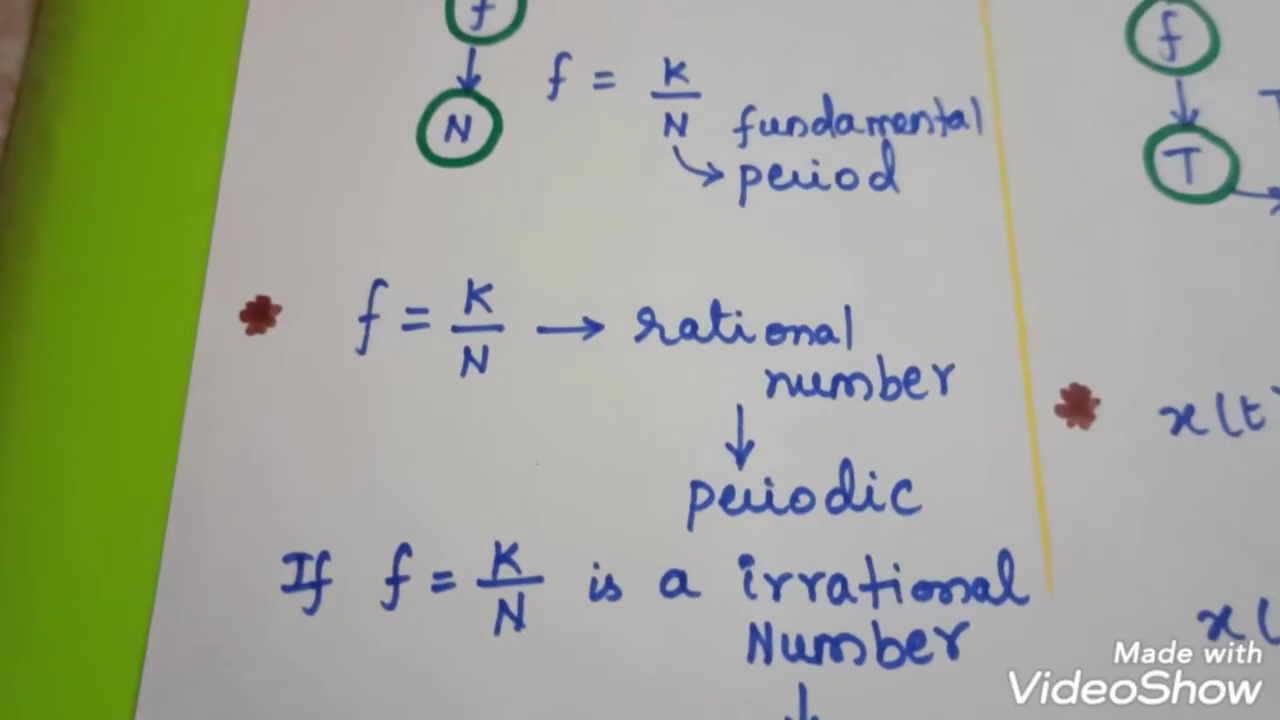 f
N
f = K/N
fundamental
period
f = K/N → rational
number
↓
periodic
If f = K/N is a irrational
Number
f
T
x(t
x(
Made with
VideoShow